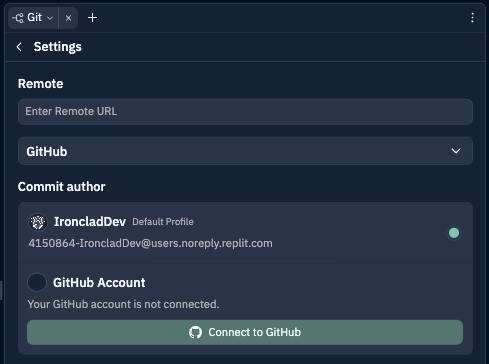 Git
Settings
Remote
Enter Remote URL
GitHub
Commit author
IroncladDev Default Profile
4150864-IroncladDev@users.noreply.replit.com
GitHub Account
Your GitHub account is not connected.
Connect to GitHub